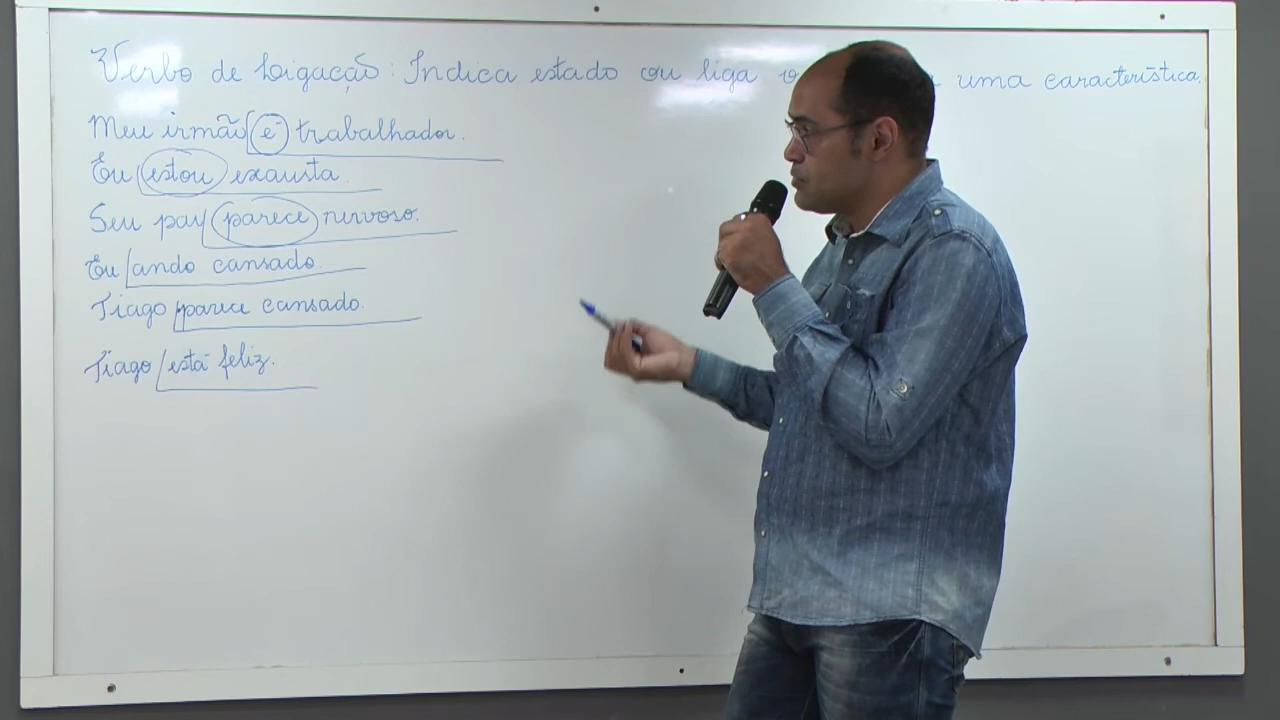 Verbo de Ligação: Indica estado ou liga uma característica.
Meu irmão é trabalhador.
Eu estou exausta.
Seu pai parece nervoso.
Eu ando cansado.
Tiago parece cansado.
Tiago está feliz.